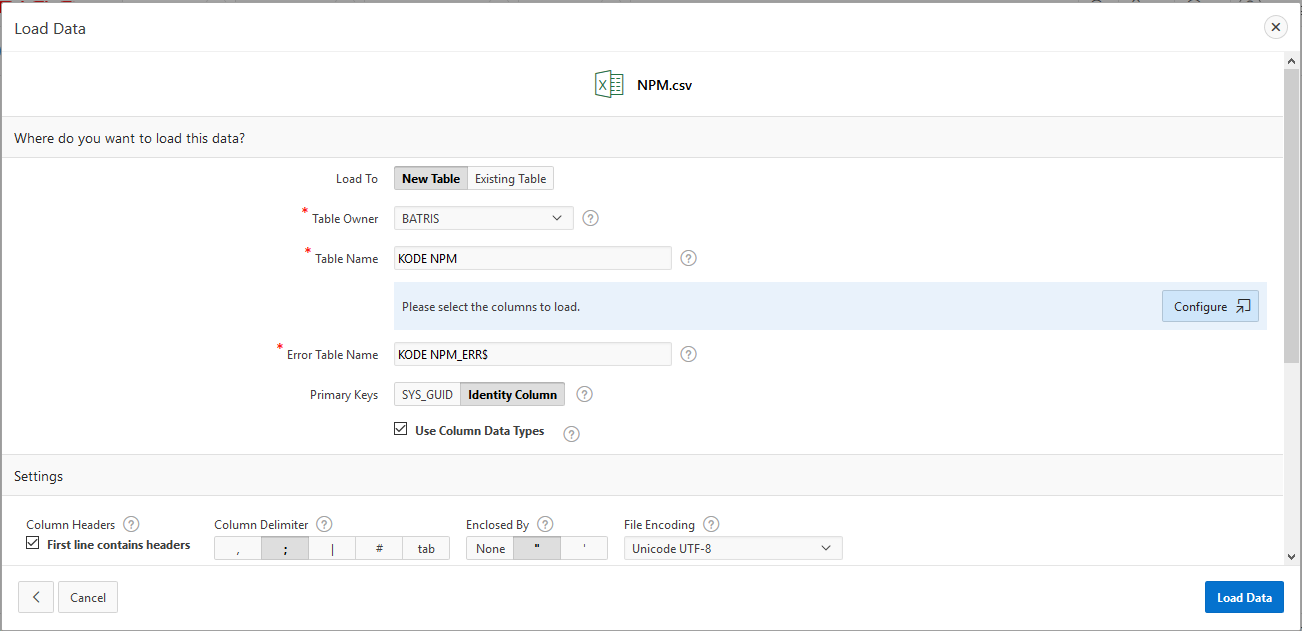 Load Data
NPM.csv
Where do you want to load this data?
Load To New Table Existing Table
* Table Owner BATRIS ?
* Table Name KODE NPM ?
Please select the columns to load. Configure
* Error Table Name KODE NPM_ERR$ ?
Primary Keys SYS_GUID Identity Column ?
Use Column Data Types ?
Settings
Column Headers ? Column Delimiter ? Enclosed By ? File Encoding ?
First line contains headers , ; | # tab None " ' Unicode UTF-8
Cancel Load Data